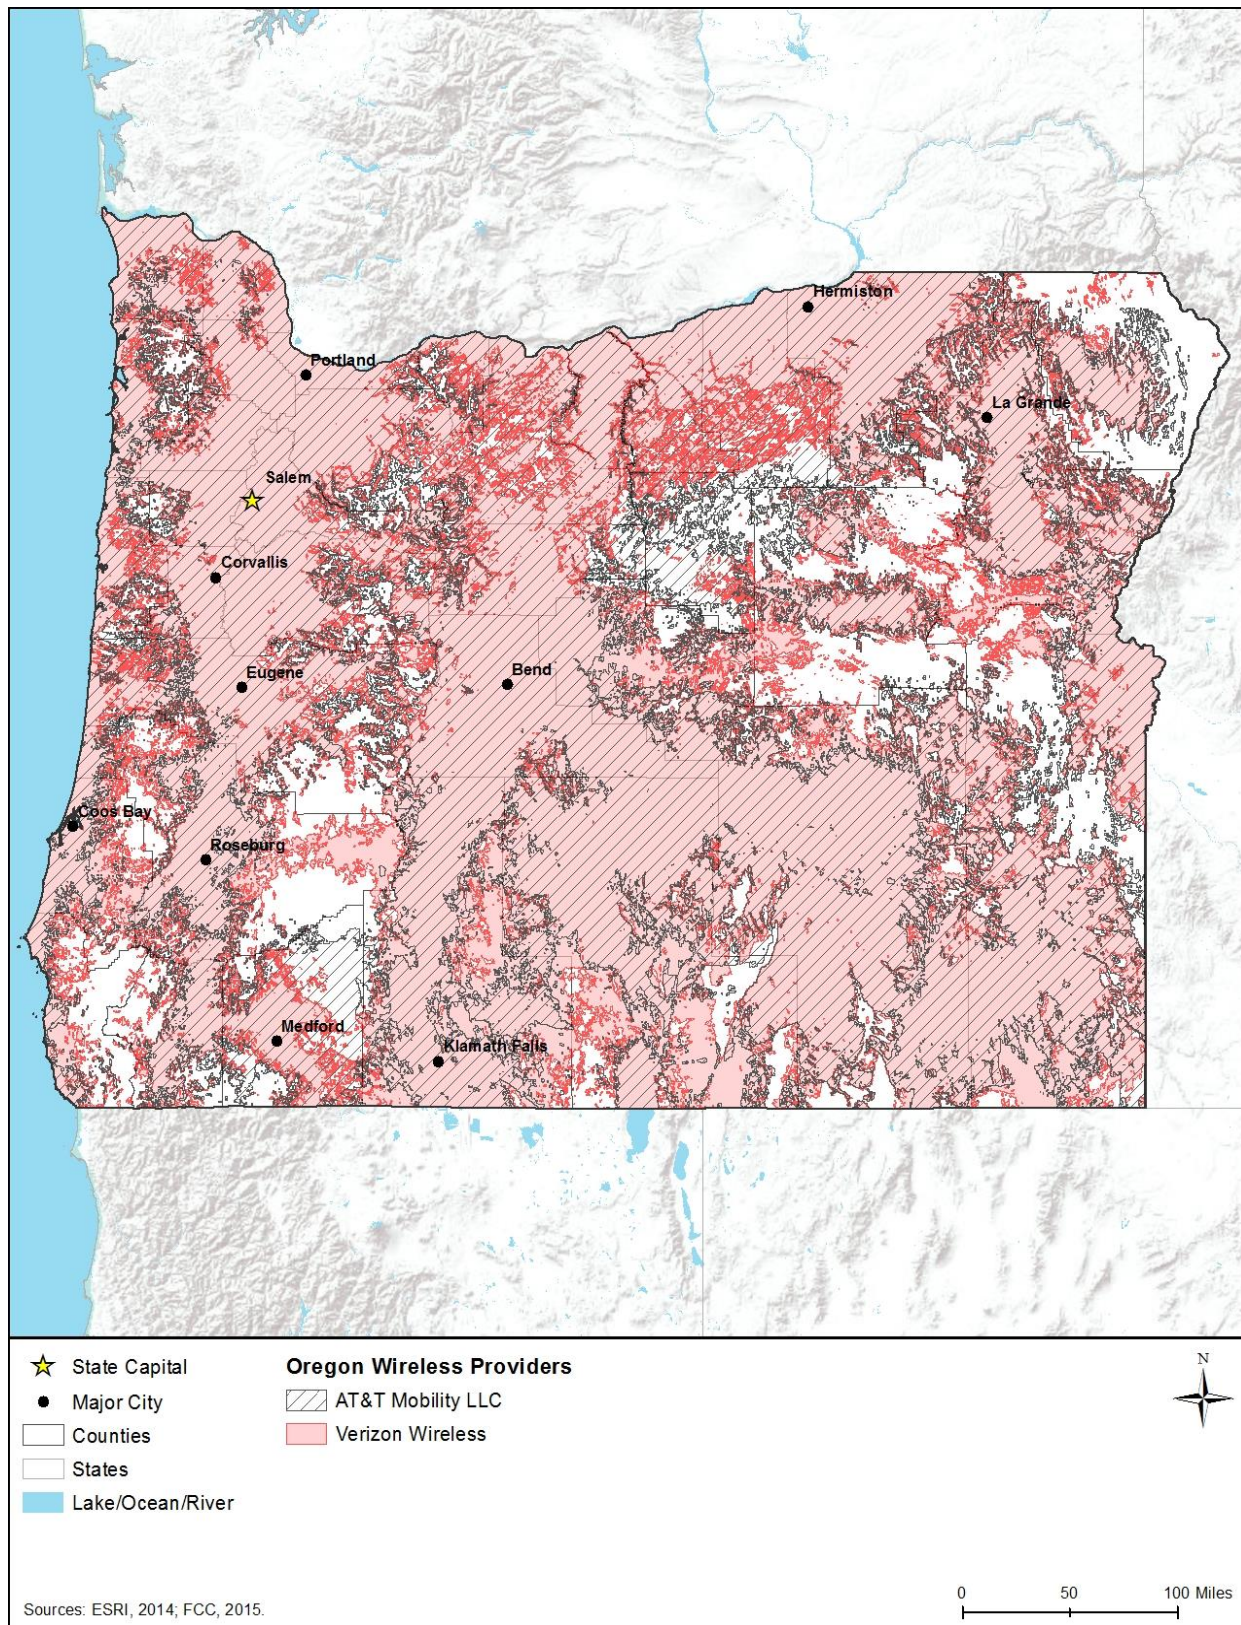 Hermiston
Portland
La Grande
Salem
Corvallis
Eugene
Bend
Coos Bay
Roseburg
Medford
Klamath Falls
State Capital
Major City
Counties
States
Lake/Ocean/River
Oregon Wireless Providers
AT&T Mobility LLC
Verizon Wireless
N
Sources: ESRI, 2014; FCC, 2015.
0 50 100 Miles